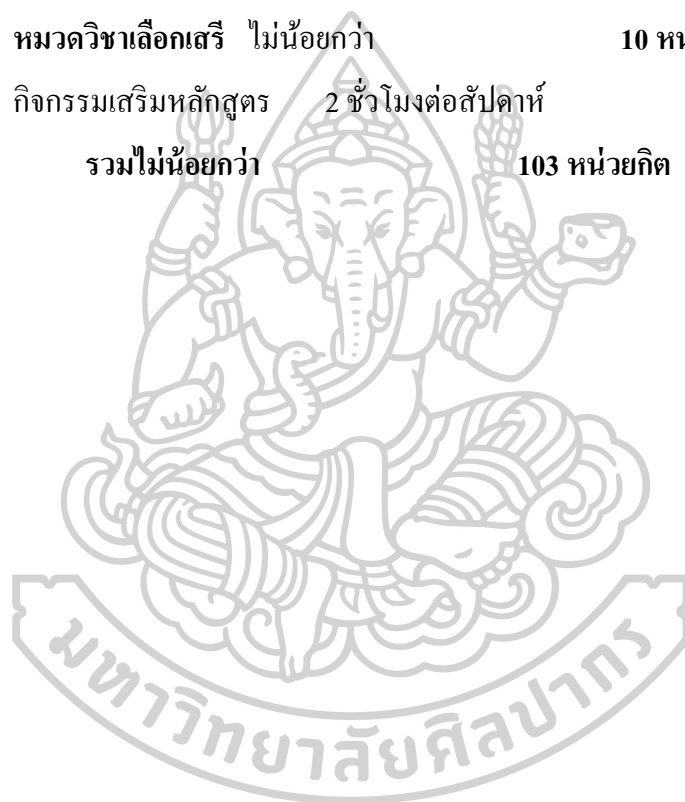 หมวดวิชาเลือกเสรี ไม่น้อยกว่า 10
กิจกรรมเสริมหลักสูตร 2 ชั่วโมงต่อสัปดาห์
รวมไม่น้อยกว่า 103 หน่วยกิต
มหาวิทยาลัยศิลปากร